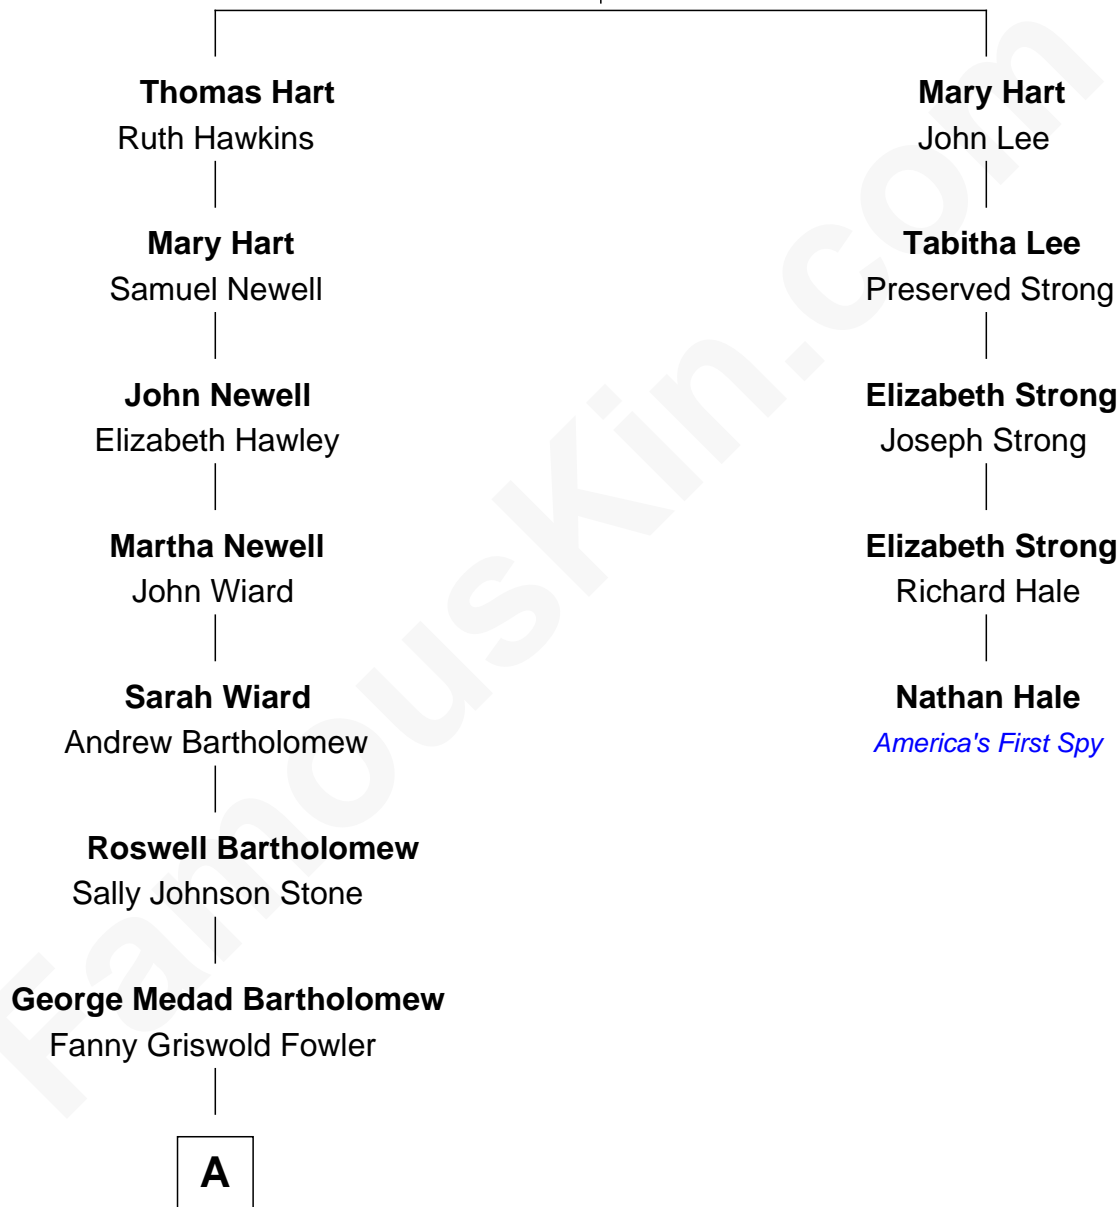 Thomas Hart
Ruth Hawkins
Mary Hart
Samuel Newell
John Newell
Elizabeth Hawley
Martha Newell
John Wiard
Sarah Wiard
Andrew Bartholomew
Roswell Bartholomew
Sally Johnson Stone
George Medad Bartholomew
Fanny Griswold Fowler
A
Mary Hart
John Lee
Tabitha Lee
Preserved Strong
Elizabeth Strong
Joseph Strong
Elizabeth Strong
Richard Hale
Nathan Hale
America's First Spy
FamousKin.com